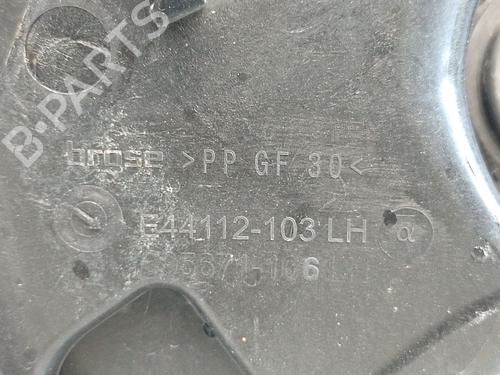 B-PARTS
brose >PP GF 30<
E44112-103 LH a